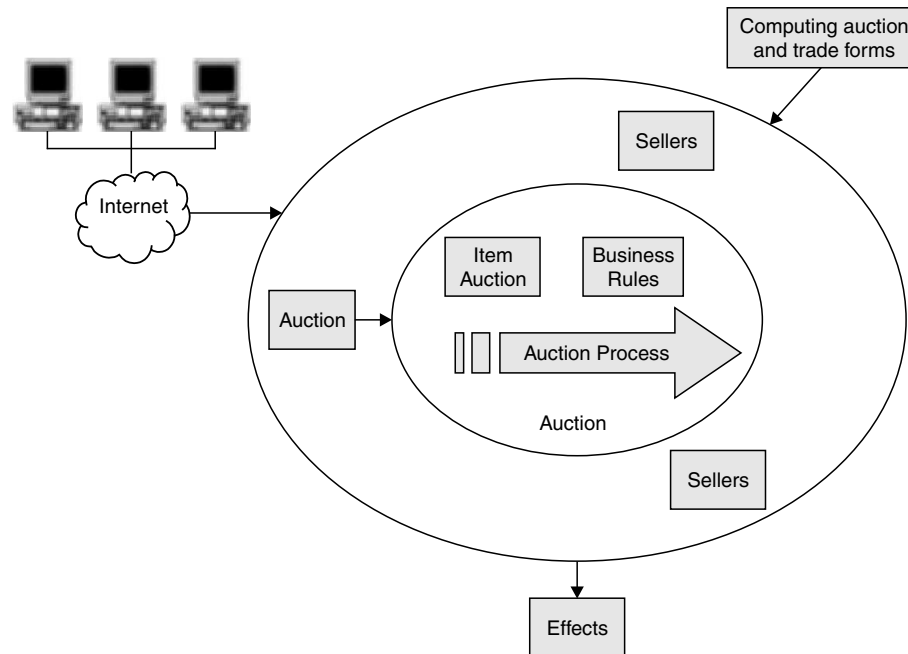 Computing auction
and trade forms
Sellers
Internet
Item
Auction
Business
Rules
Auction
Auction Process
Auction
Sellers
Effects